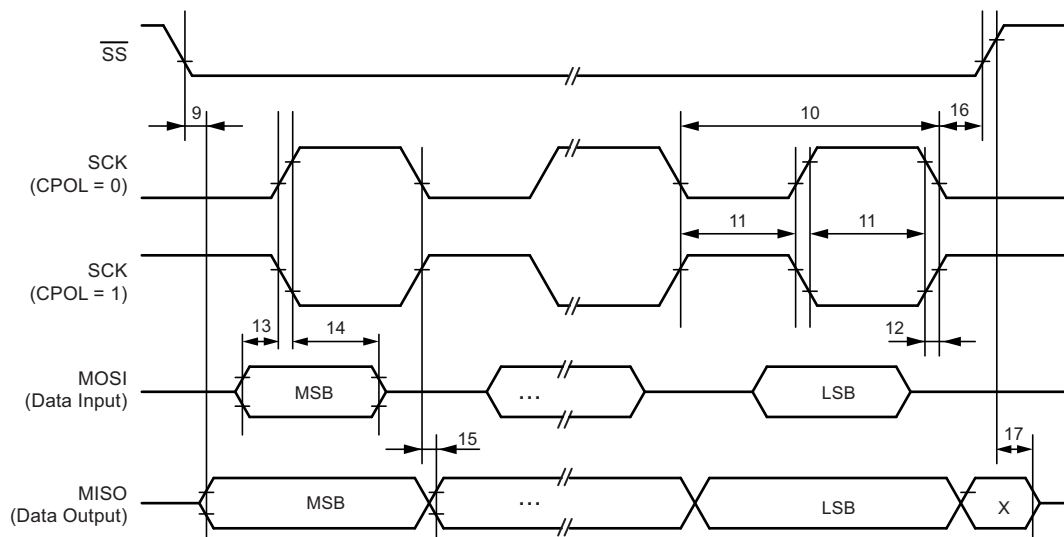 SS
9
10
16
SCK
(CPOL = 0)
11
11
SCK
(CPOL = 1)
13
14
12
MOSI
(Data Input)
MSB
...
LSB
15
17
MISO
(Data Output)
MSB
...
LSB
X